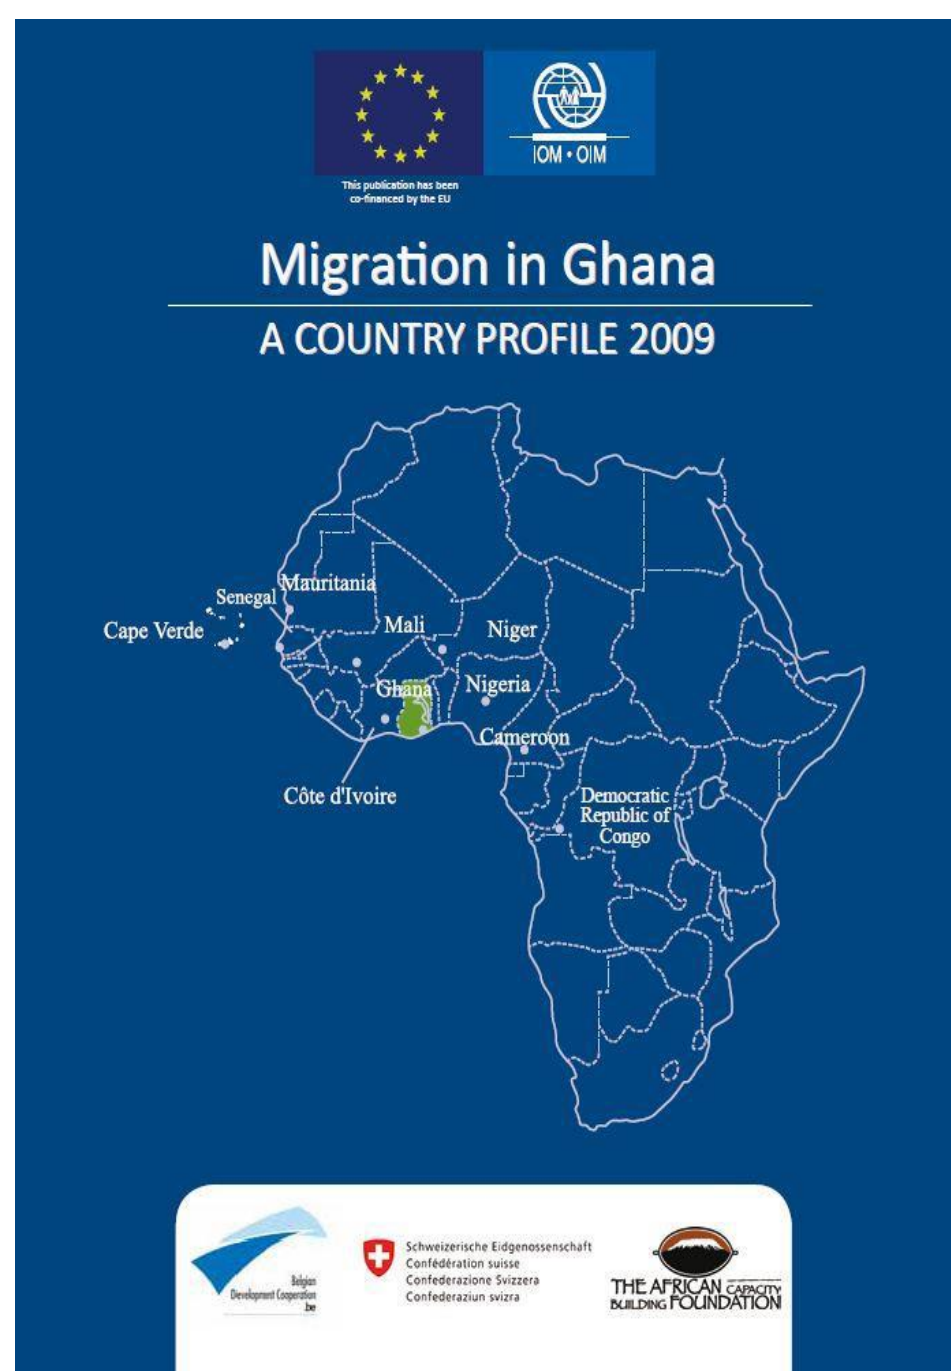 IOM • OIM
This publication has been
co-financed by the EU
Migration in Ghana
A COUNTRY PROFILE 2009
Mauritania
Senegal
Cape Verde
Mali
Niger
Ghana
Nigeria
Cameroon
Côte d'Ivoire
Democratic
Republic of
Congo
Belgian
Development Cooperation
.be
Schweizerische Eidgenossenschaft
Confédération suisse
Confederazione Svizzera
Confederaziun svizra
THE AFRICAN CAPACITY
BUILDING FOUNDATION